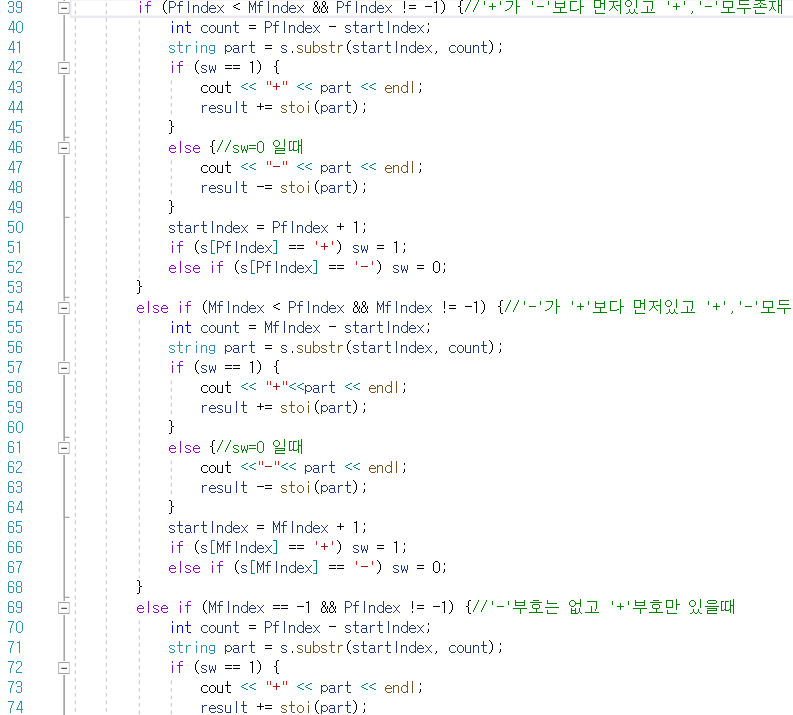 39 if (PfIndex < MfIndex && PfIndex != -1) {//'+'가 '-'보다 먼저있고 '+','-'모두존재
40 int count = PfIndex - startIndex;
41 string part = s.substr(startIndex, count);
42 if (sw == 1) {
43 cout << "+" << part << endl;
44 result += stoi(part);
45 }
46 else {//sw=0 일때
47 cout << "-" << part << endl;
48 result -= stoi(part);
49 }
50 startIndex = PfIndex + 1;
51 if (s[PfIndex] == '+') sw = 1;
52 else if (s[PfIndex] == '-') sw = 0;
53 }
54 else if (MfIndex < PfIndex && MfIndex != -1) {//'-'가 '+'보다 먼저있고 '+','-'모두
55 int count = MfIndex - startIndex;
56 string part = s.substr(startIndex, count);
57 if (sw == 1) {
58 cout << "+"<<part << endl;
59 result += stoi(part);
60 }
61 else {//sw=0 일때
62 cout <<"-"<< part << endl;
63 result -= stoi(part);
64 }
65 startIndex = MfIndex + 1;
66 if (s[MfIndex] == '+') sw = 1;
67 else if (s[MfIndex] == '-') sw = 0;
68 }
69 else if (MfIndex == -1 && PfIndex != -1) {//'-'부호는 없고 '+'부호만 있을때
70 int count = PfIndex - startIndex;
71 string part = s.substr(startIndex, count);
72 if (sw == 1) {
73 cout << "+" << part << endl;
74 result += stoi(part);